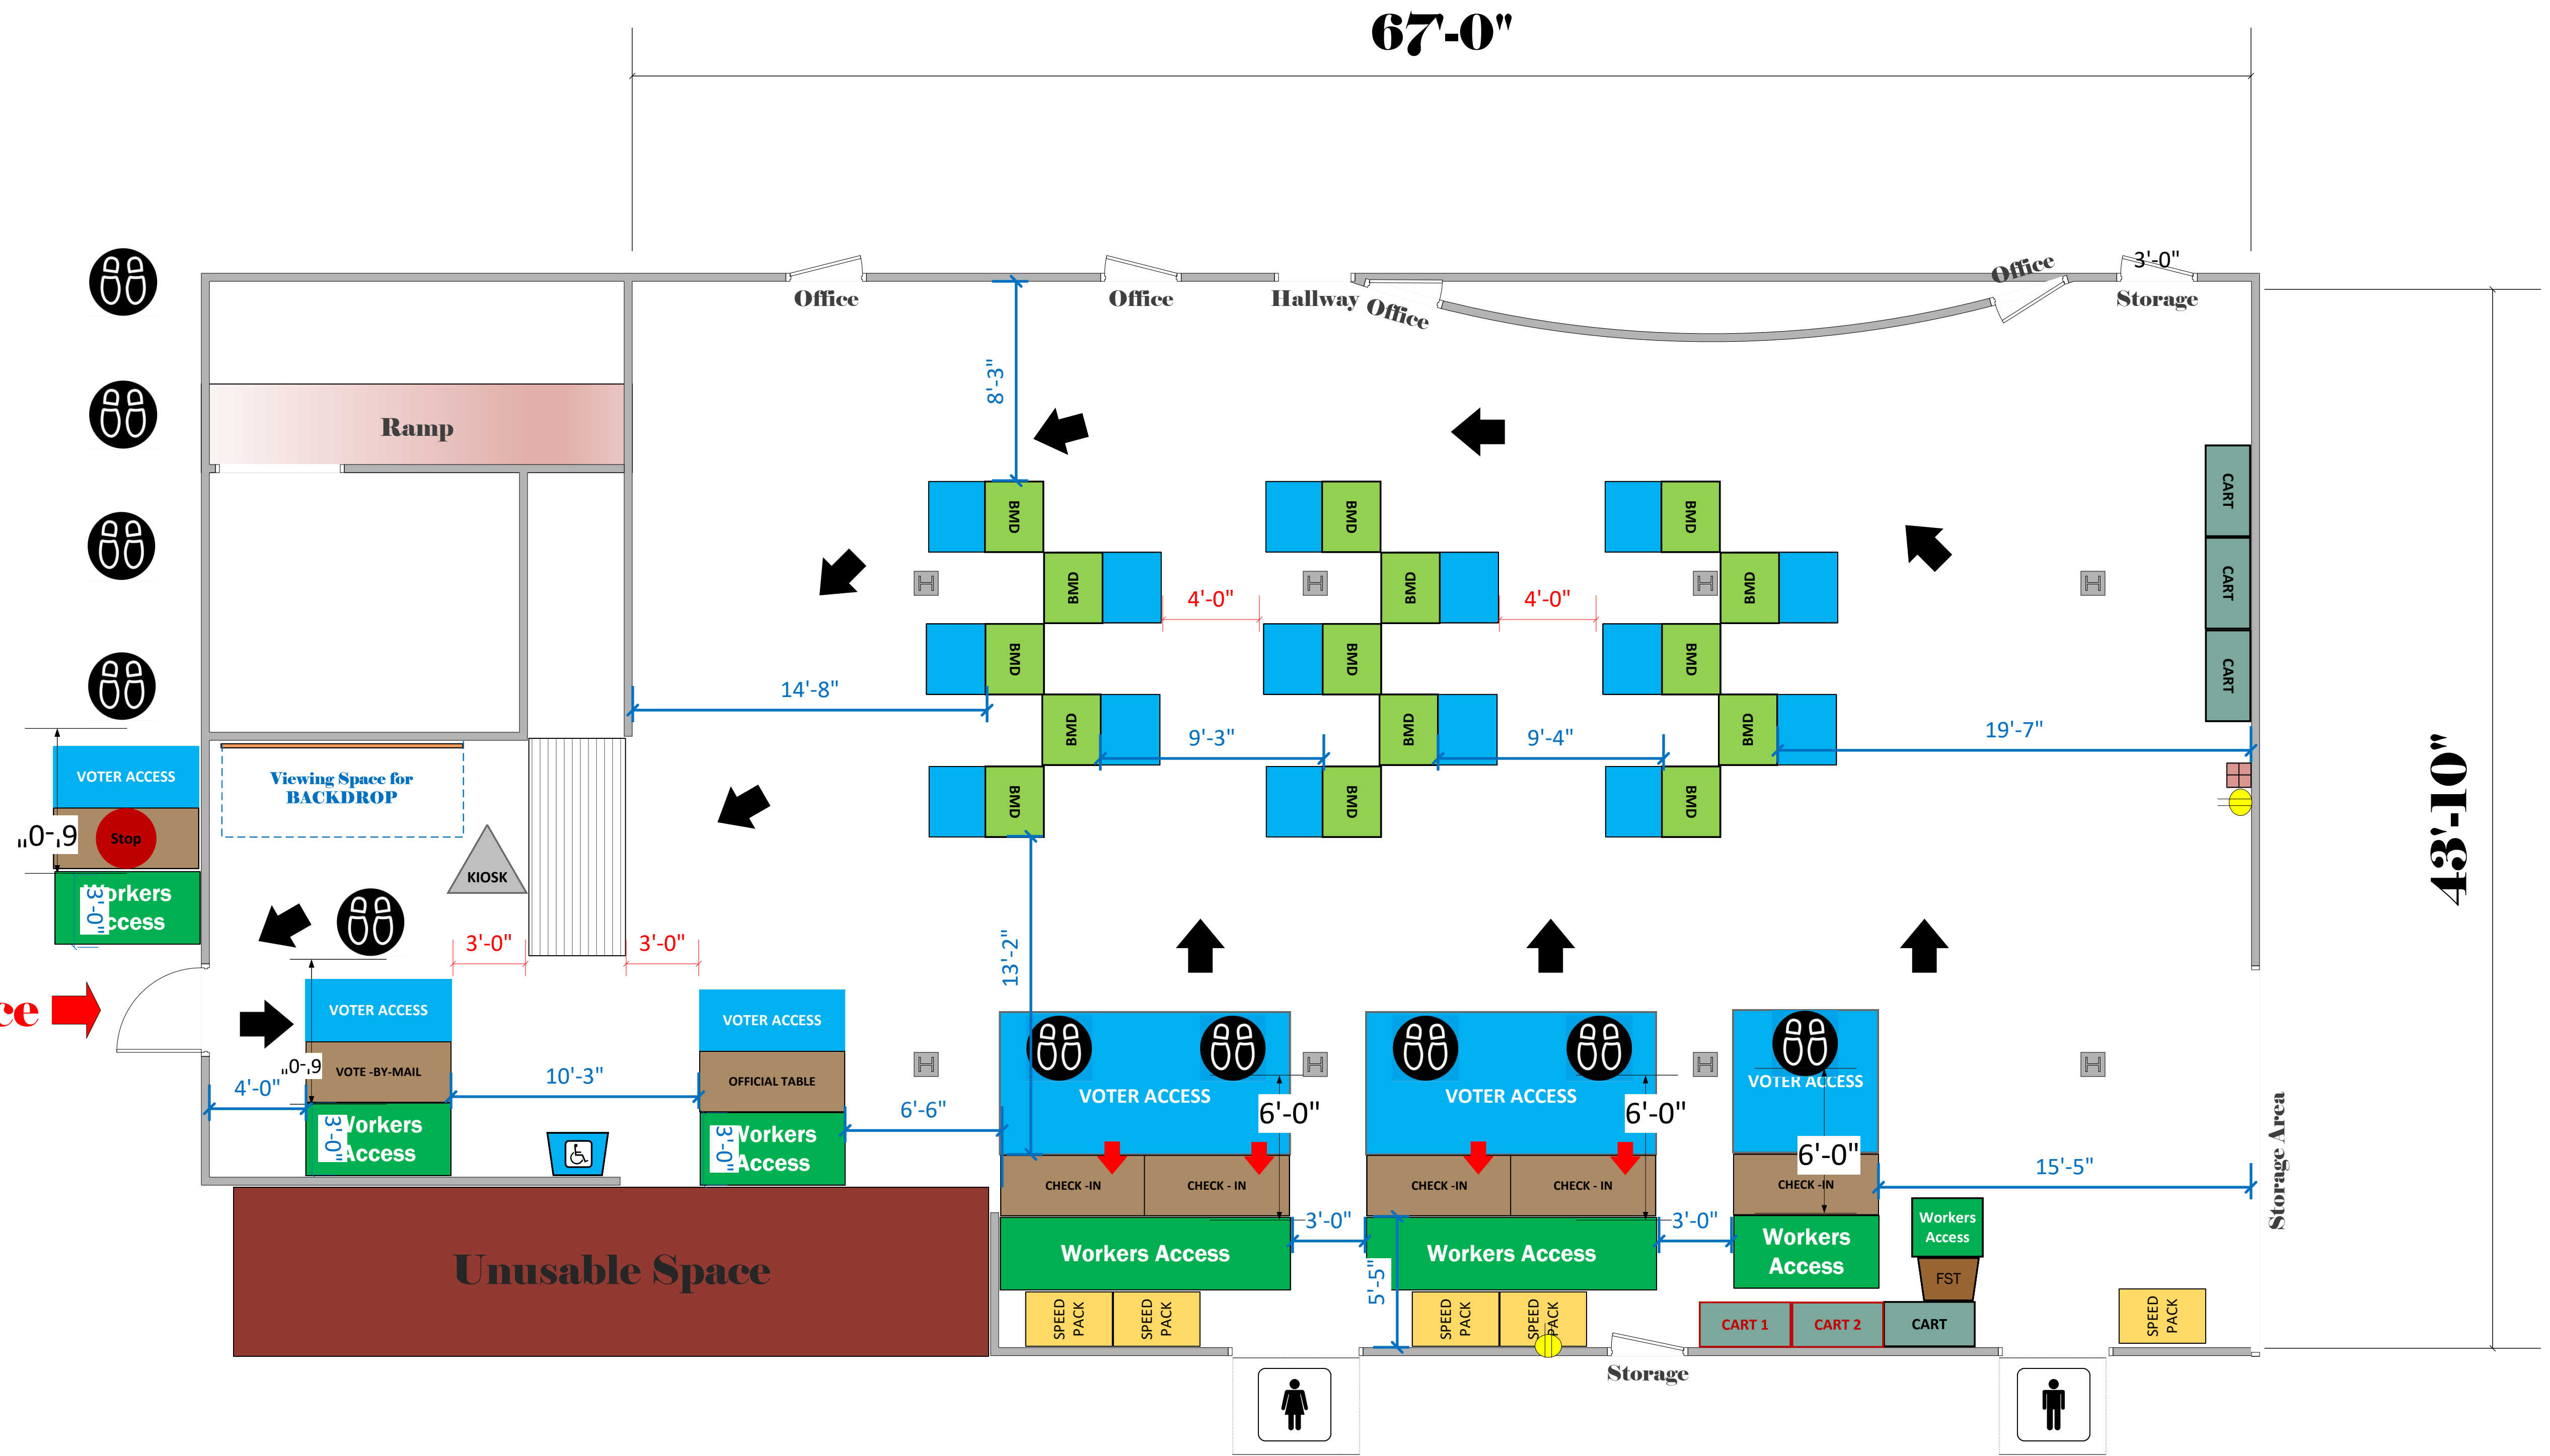 67'-0"
Office
3'-0"
Office
Office
Hallway
Office
Storage
8'-3"
Ramp
BMD
BMD
BMD
CART
BMD
BMD
BMD
CART
4'-0"
4'-0"
BMD
BMD
BMD
CART
14'-8"
BMD
BMD
BMD
9'-3"
9'-4"
19'-7"
BMD
BMD
BMD
43'-10"
VOTER ACCESS
Viewing Space for
BACKDROP
6'-0"
Stop
KIOSK
Workers
Access
3'-0"
3'-0"
3'-0"
13'-2"
ce
VOTER ACCESS
VOTER ACCESS
6'-0"
VOTE -BY-MAIL
OFFICIAL TABLE
4'-0"
10'-3"
6'-6"
VOTER ACCESS
6'-0"
VOTER ACCESS
6'-0"
VOTER ACCESS
6'-0"
Workers
Access
3'-0"
Workers
Access
3'-0"
CHECK -IN
CHECK - IN
CHECK -IN
CHECK - IN
CHECK -IN
15'-5"
Storage Area
3'-0"
3'-0"
Workers Access
Workers Access
Workers
Access
Workers
Access
Unusable Space
5'-5"
FST
SPEED
PACK
SPEED
PACK
SPEED
PACK
SPEED
PACK
CART 1
CART 2
CART
SPEED
PACK
Storage